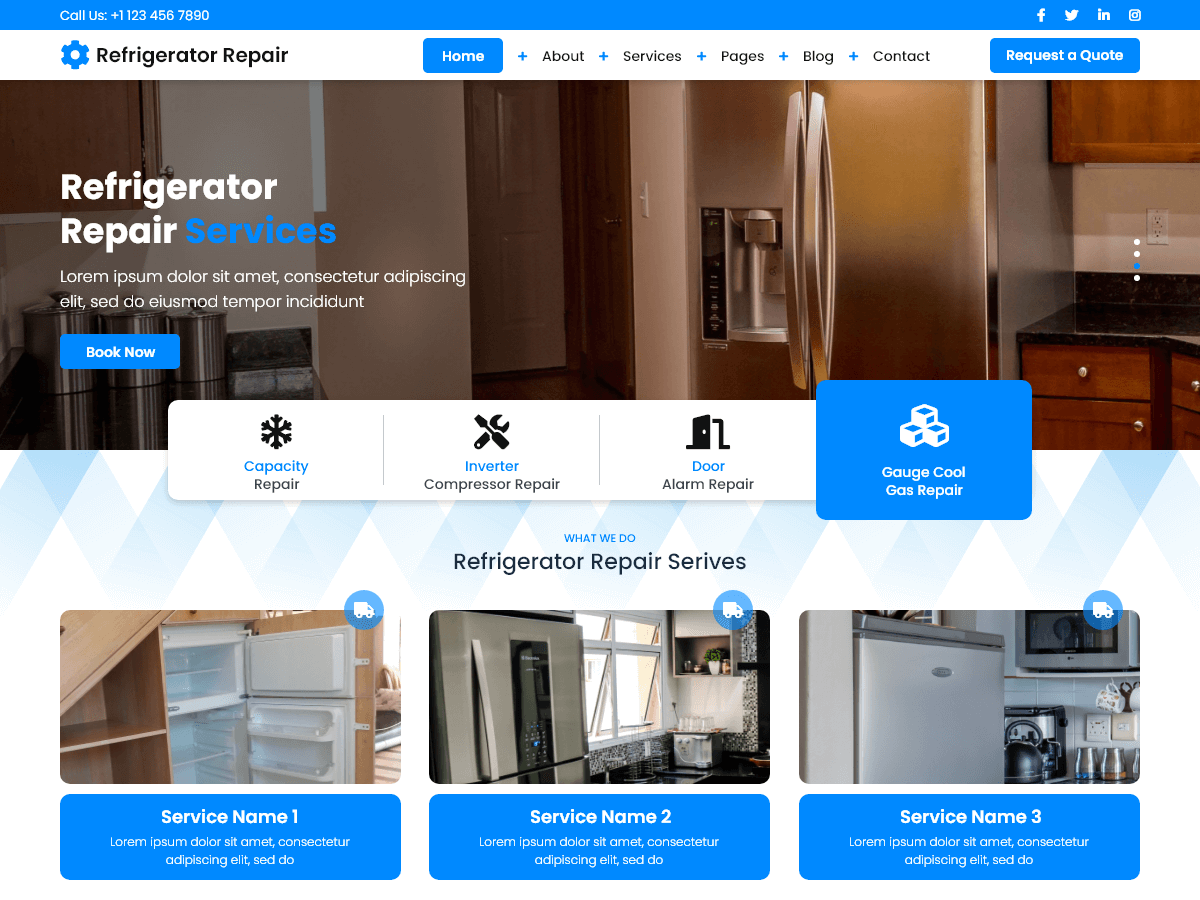 Call Us: +1 123 456 7890
Refrigerator Repair
Home
About
Services
Pages
Blog
Contact
Request a Quote
Refrigerator
Repair Services
Lorem ipsum dolor sit amet, consectetur adipiscing
elit, sed do eiusmod tempor incididunt
Book Now
Capacity
Repair
Inverter
Compressor Repair
Door
Alarm Repair
Gauge Cool
Gas Repair
WHAT WE DO
Refrigerator Repair Serives
Service Name 1
Lorem ipsum dolor sit amet, consectetur
adipiscing elit, sed do
Service Name 2
Lorem ipsum dolor sit amet, consectetur
adipiscing elit, sed do
Service Name 3
Lorem ipsum dolor sit amet, consectetur
adipiscing elit, sed do